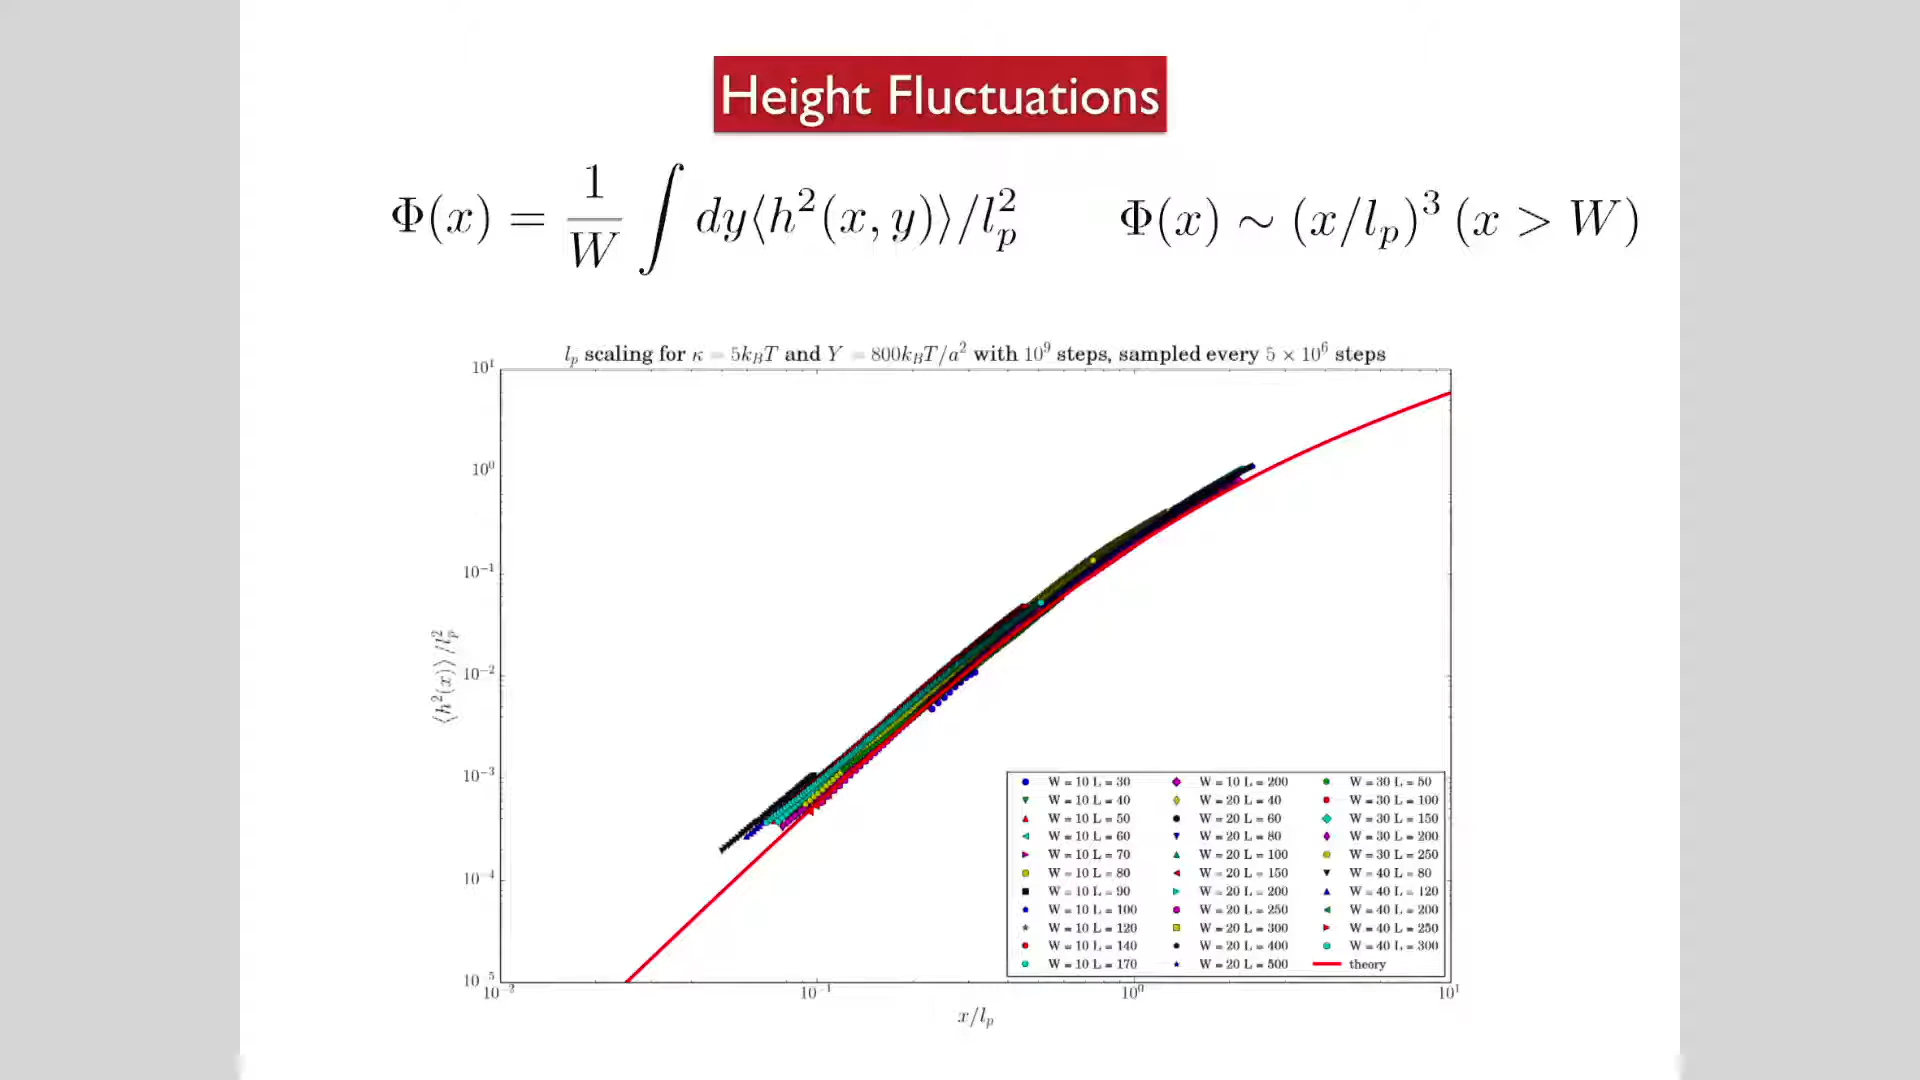 Height Fluctuations
Φ(x) = 1/W ∫ dy⟨h²(x, y)⟩/l_p²
Φ(x) ∼ (x/l_p)³ (x > W)
l_p scaling for κ = 5k_BT and Y = 800k_BT/a² with 10⁹ steps, sampled every 5 × 10⁶ steps
10¹
10⁰
10⁻¹
10⁻²
10⁻³
10⁻⁴
10⁻⁵
⟨h²(x)⟩/l_p²
10⁻²
10⁻¹
10⁰
10¹
x/l_p
W = 10 L = 30
W = 10 L = 40
W = 10 L = 50
W = 10 L = 60
W = 10 L = 70
W = 10 L = 80
W = 10 L = 90
W = 10 L = 100
W = 10 L = 120
W = 10 L = 140
W = 10 L = 170
W = 10 L = 200
W = 20 L = 40
W = 20 L = 60
W = 20 L = 80
W = 20 L = 100
W = 20 L = 150
W = 20 L = 200
W = 20 L = 250
W = 20 L = 300
W = 20 L = 400
W = 20 L = 500
W = 30 L = 50
W = 30 L = 100
W = 30 L = 150
W = 30 L = 200
W = 30 L = 250
W = 40 L = 80
W = 40 L = 120
W = 40 L = 200
W = 40 L = 250
W = 40 L = 300
theory